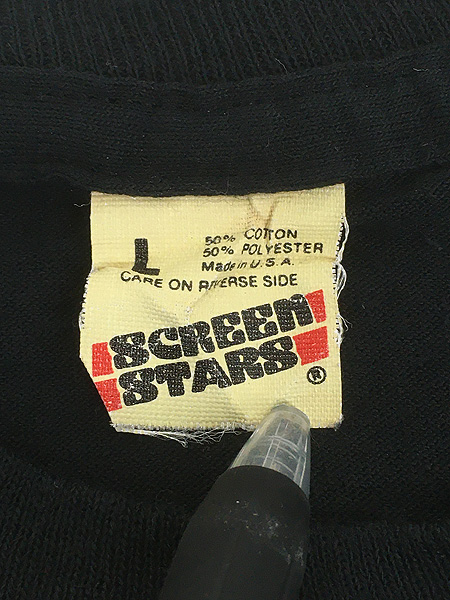 L
50% COTTON
50% POLYESTER
Made in U.S.A.
CARE ON REVERSE SIDE
SCREEN
STARS
®